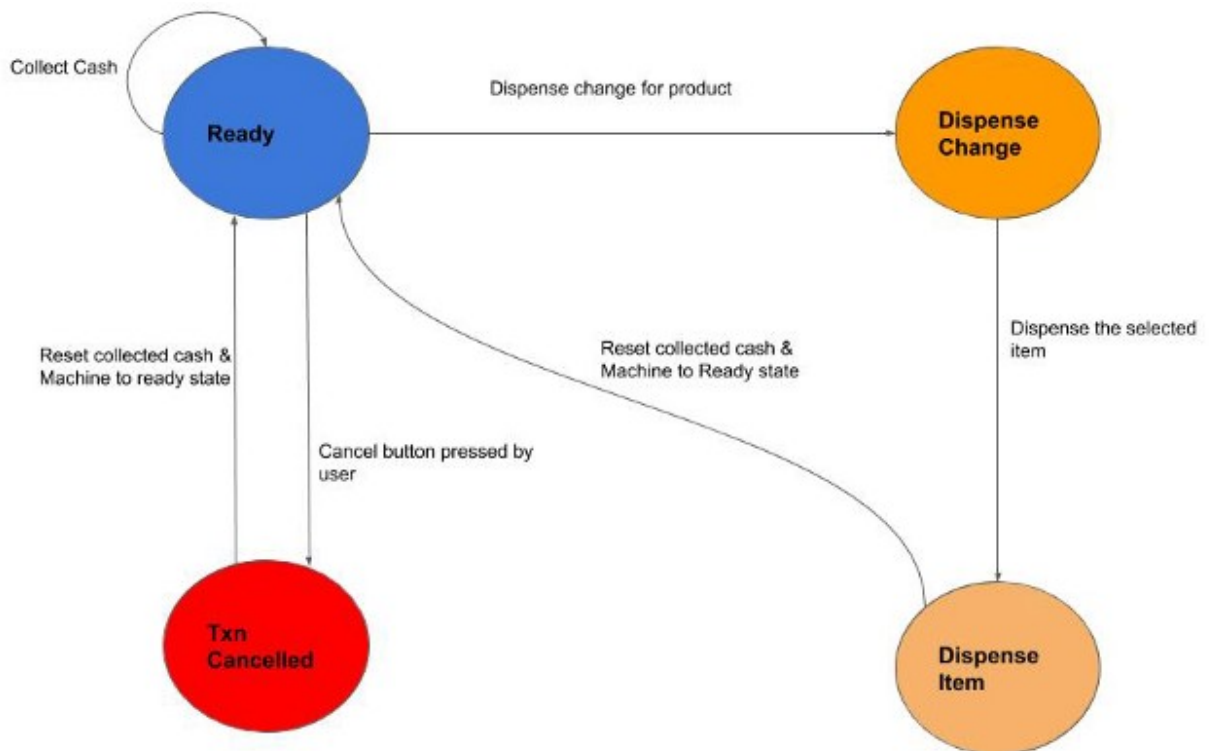 Collect Cash
Ready
Dispense change for product
Dispense
Change
Reset collected cash &
Machine to ready state
Cancel button pressed by
user
Reset collected cash &
Machine to Ready state
Dispense the selected
item
Txn
Cancelled
Dispense
Item